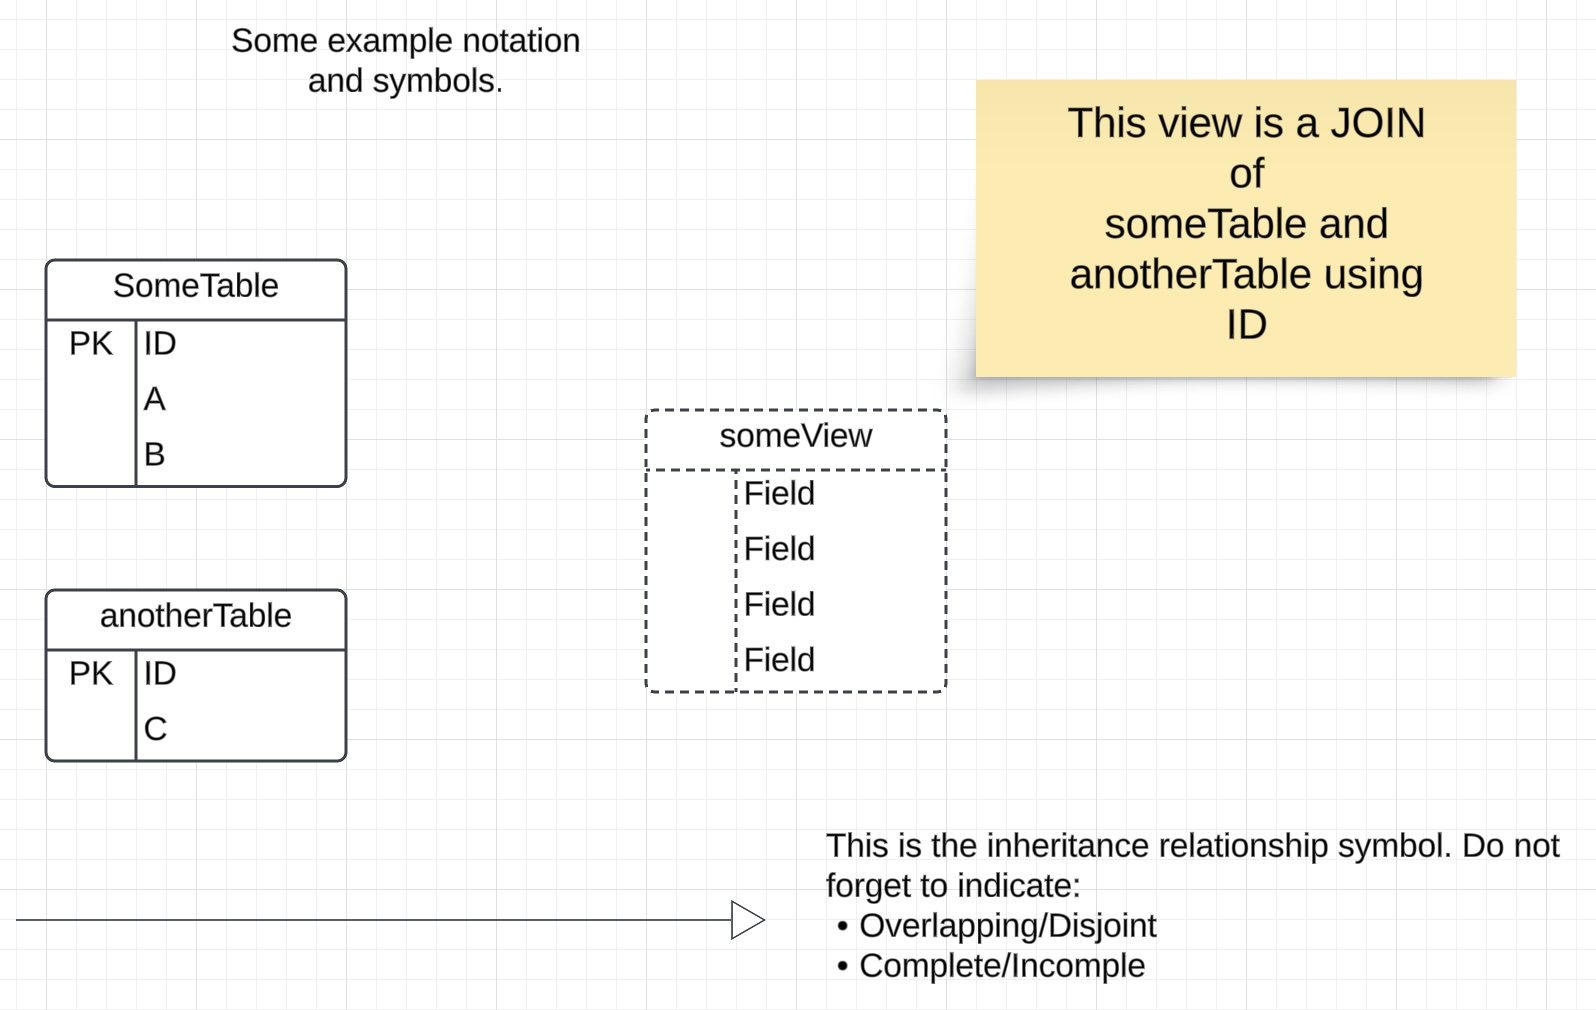 Some example notation
and symbols.
This view is a JOIN
of
someTable and
anotherTable using
ID
SomeTable
PK ID
A
B
someView
Field
Field
Field
Field
anotherTable
PK ID
C
This is the inheritance relationship symbol. Do not
forget to indicate:
• Overlapping/Disjoint
• Complete/Incomple